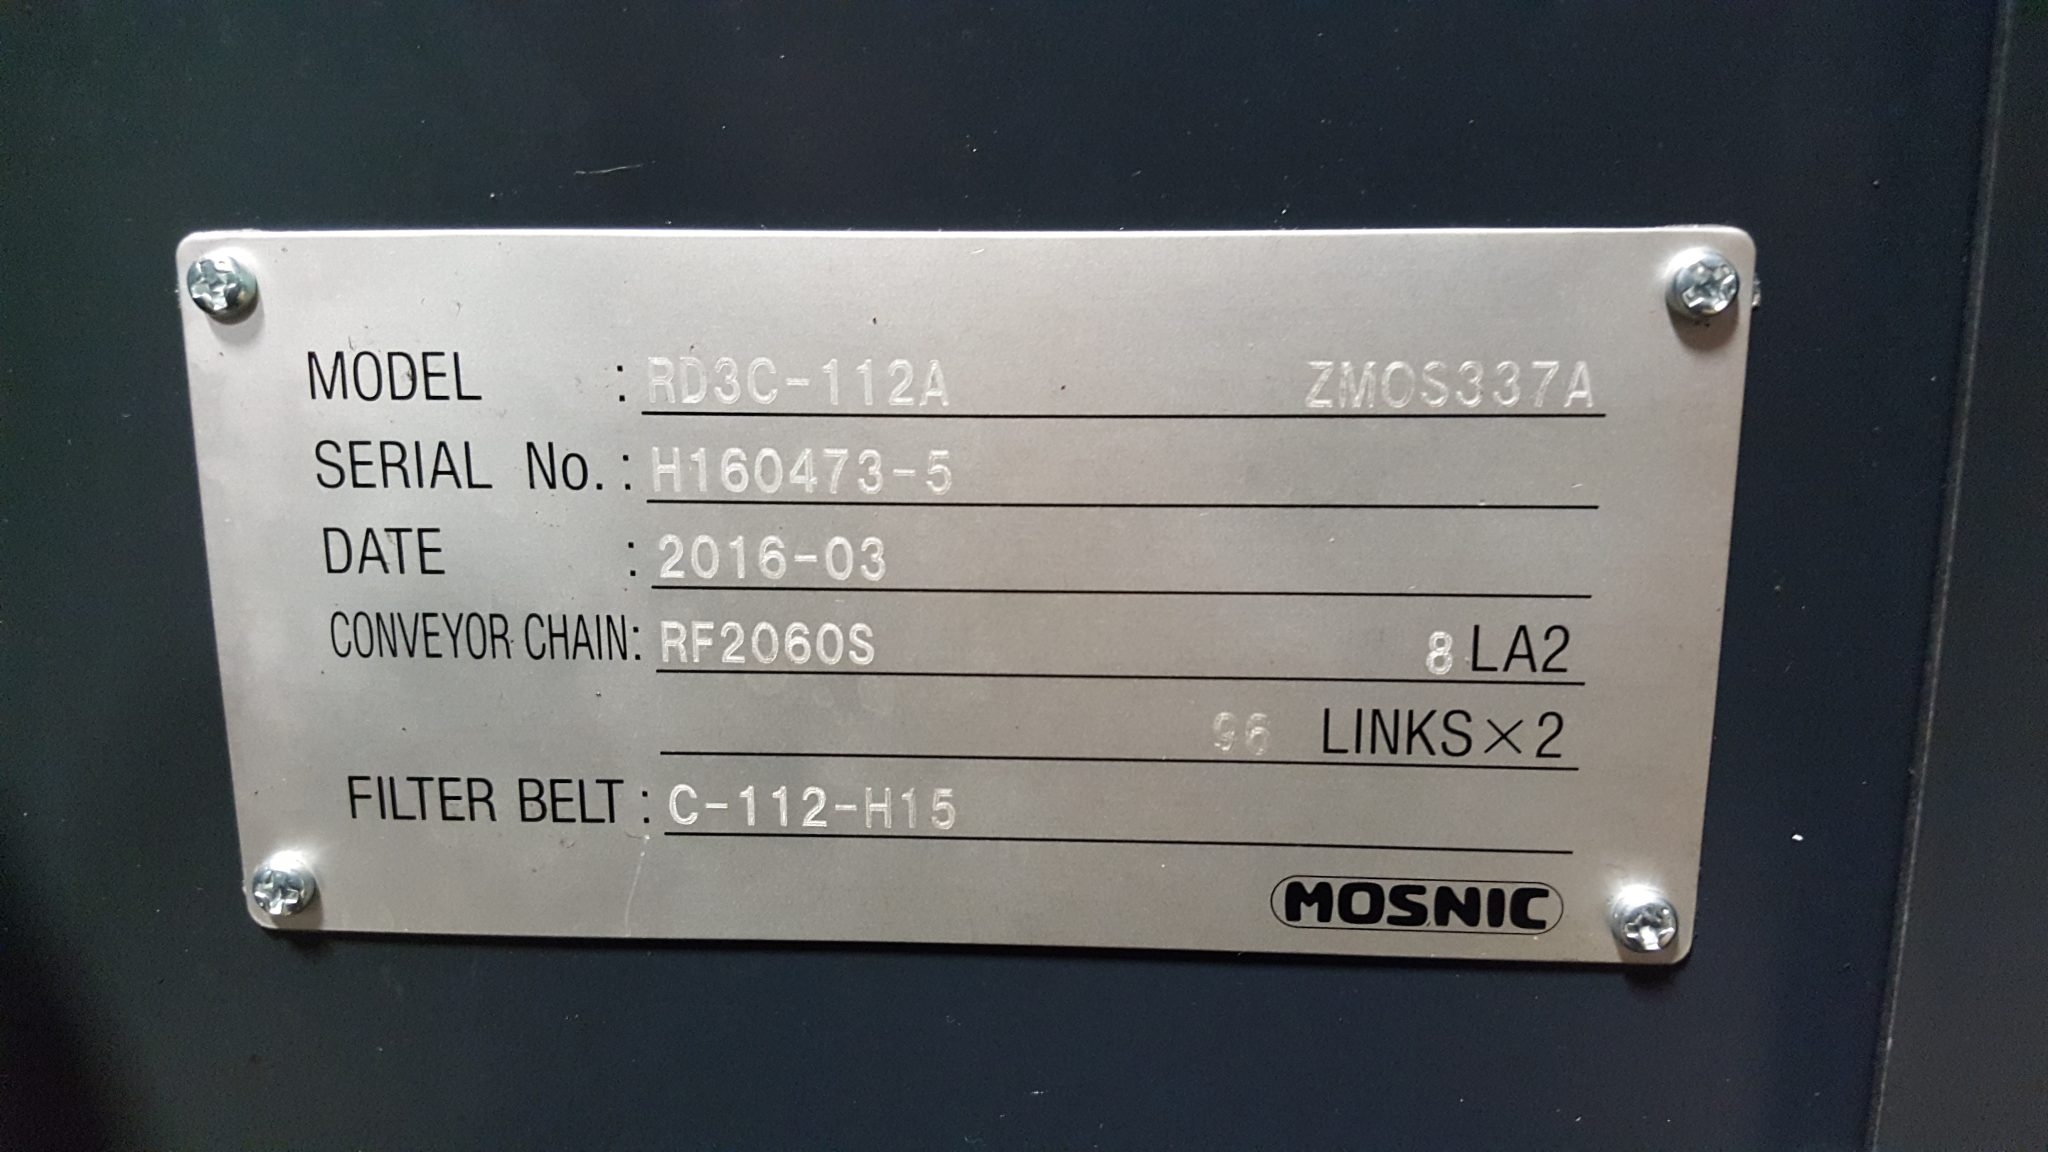 MODEL : RD3C-112A ZMOS337A
SERIAL No. : H160473-5
DATE : 2016-03
CONVEYOR CHAIN: RF2060S 8 LA2
96 LINKS×2
FILTER BELT : C-112-H15
MOSNIC